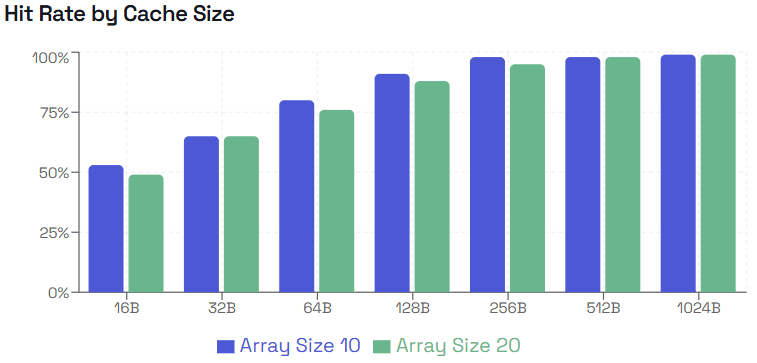 Hit Rate by Cache Size
100%
75%
50%
25%
0%
16B 32B 64B 128B 256B 512B 1024B
Array Size 10 Array Size 20